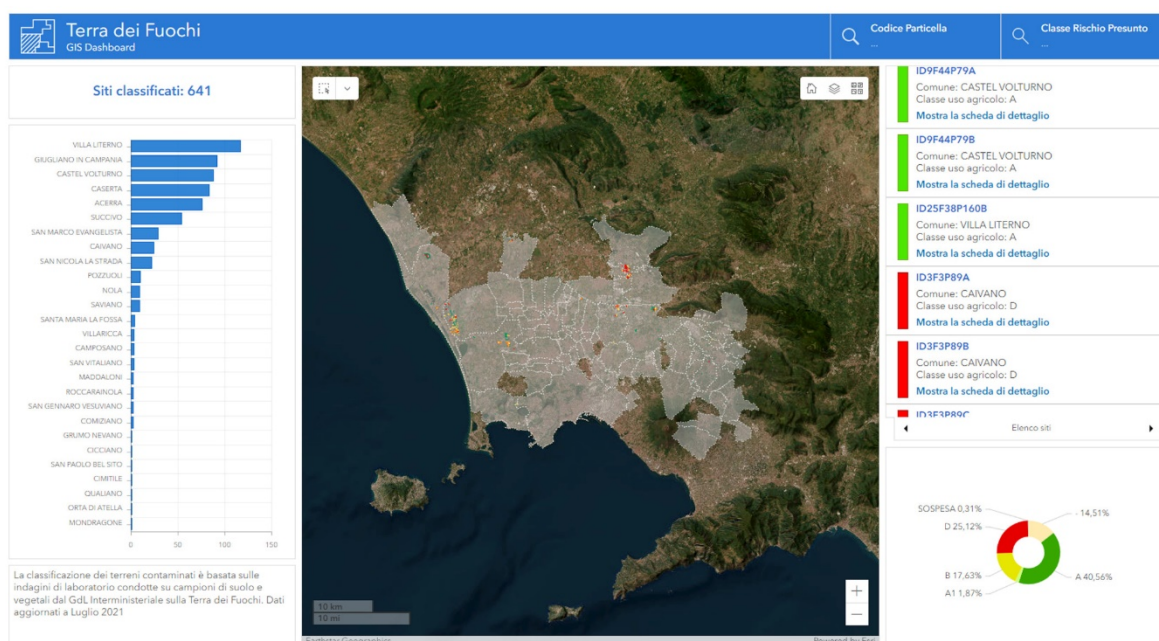 Terra dei Fuochi
GIS Dashboard
Codice Particella
...
Classe Rischio Presunto
...
Siti classificati: 641
VILLA LITERNO
GIUGLIANO IN CAMPANIA
CASTEL VOLTURNO
CASERTA
ACERRA
SUCCIVO
SAN MARCO EVANGELISTA
CAIVANO
SAN NICOLA LA STRADA
POZZUOLI
NOLA
SAVIANO
SANTA MARIA LA FOSSA
VILLARICCA
CAMPOSANO
SAN VITALIANO
MADDALONI
ROCCARAINOLA
SAN GENNARO VESUVIANO
COMIZIANO
GRUMO NEVANO
CICCIANO
SAN PAOLO BEL SITO
CIMITILE
QUALIANO
ORTA DI ATELLA
MONDRAGONE
0 50 100 150
La classificazione dei terreni contaminati è basata sulle
indagini di laboratorio condotte su campioni di suolo e
vegetali dal GdL Interministeriale sulla Terra dei Fuochi. Dati
aggiornati a Luglio 2021
10 km
10 mi
Earthstar Geographics
Powered by Esri
ID9F44P79A
Comune: CASTEL VOLTURNO
Classe uso agricolo: A
Mostra la scheda di dettaglio
ID9F44P79B
Comune: CASTEL VOLTURNO
Classe uso agricolo: A
Mostra la scheda di dettaglio
ID25F38P160B
Comune: VILLA LITERNO
Classe uso agricolo: A
Mostra la scheda di dettaglio
ID3F3P89A
Comune: CAIVANO
Classe uso agricolo: D
Mostra la scheda di dettaglio
ID3F3P89B
Comune: CAIVANO
Classe uso agricolo: D
Mostra la scheda di dettaglio
ID3F3P89C
Elenco siti
SOSPESA 0,31%
- 14,51%
D 25,12%
B 17,63%
A 40,56%
A1 1,87%